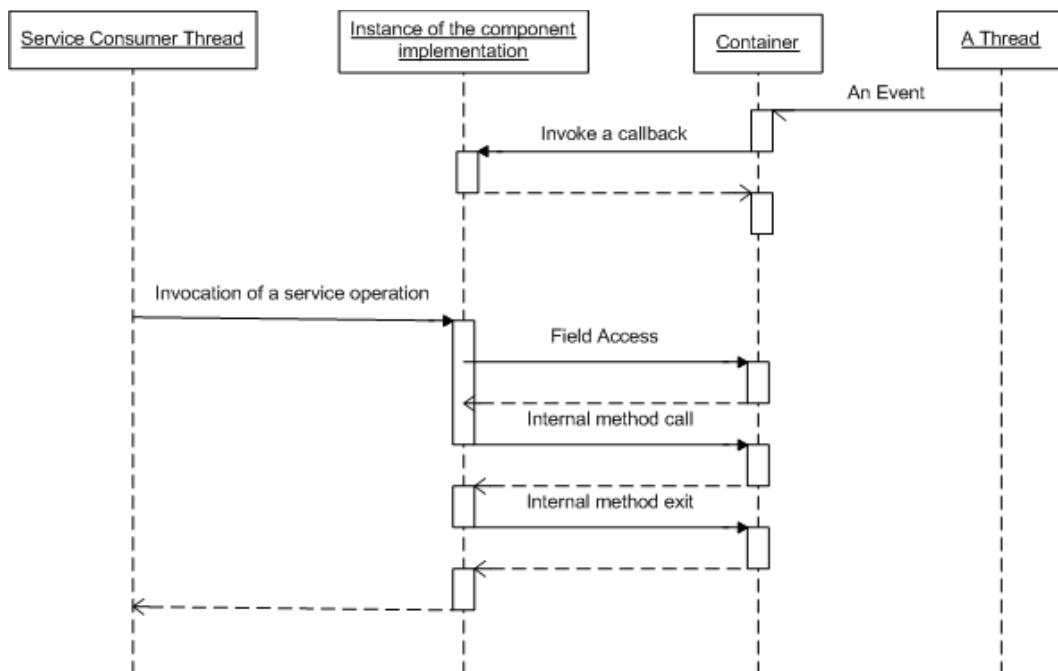 Service Consumer Thread
Instance of the component
implementation
Container
A Thread
An Event
Invoke a callback
Invocation of a service operation
Field Access
Internal method call
Internal method exit